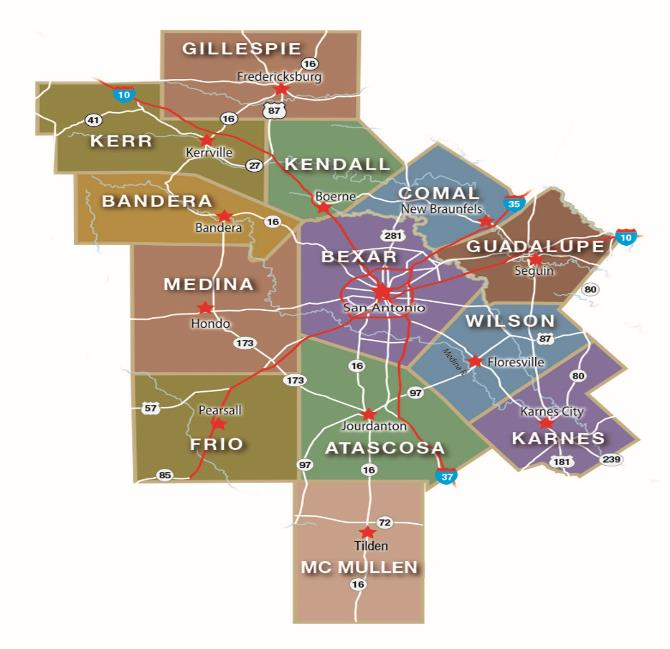 GILLESPIE
16
Fredericksburg
10
87
41
16
KERR
Kerrville
27
KENDALL
BANDERA
Boerne
COMAL
New Braunfels
35
Bandera
16
281
GUADALUPE
10
BEXAR
Seguin
MEDINA
80
San Antonio
Hondo
WILSON
173
87
Medina R.
Floresville
16
80
173
97
57
Pearsall
Karnes City
Jourdanton
FRIO
ATASCOSA
KARNES
97
16
181
239
85
37
72
Tilden
MC MULLEN
16